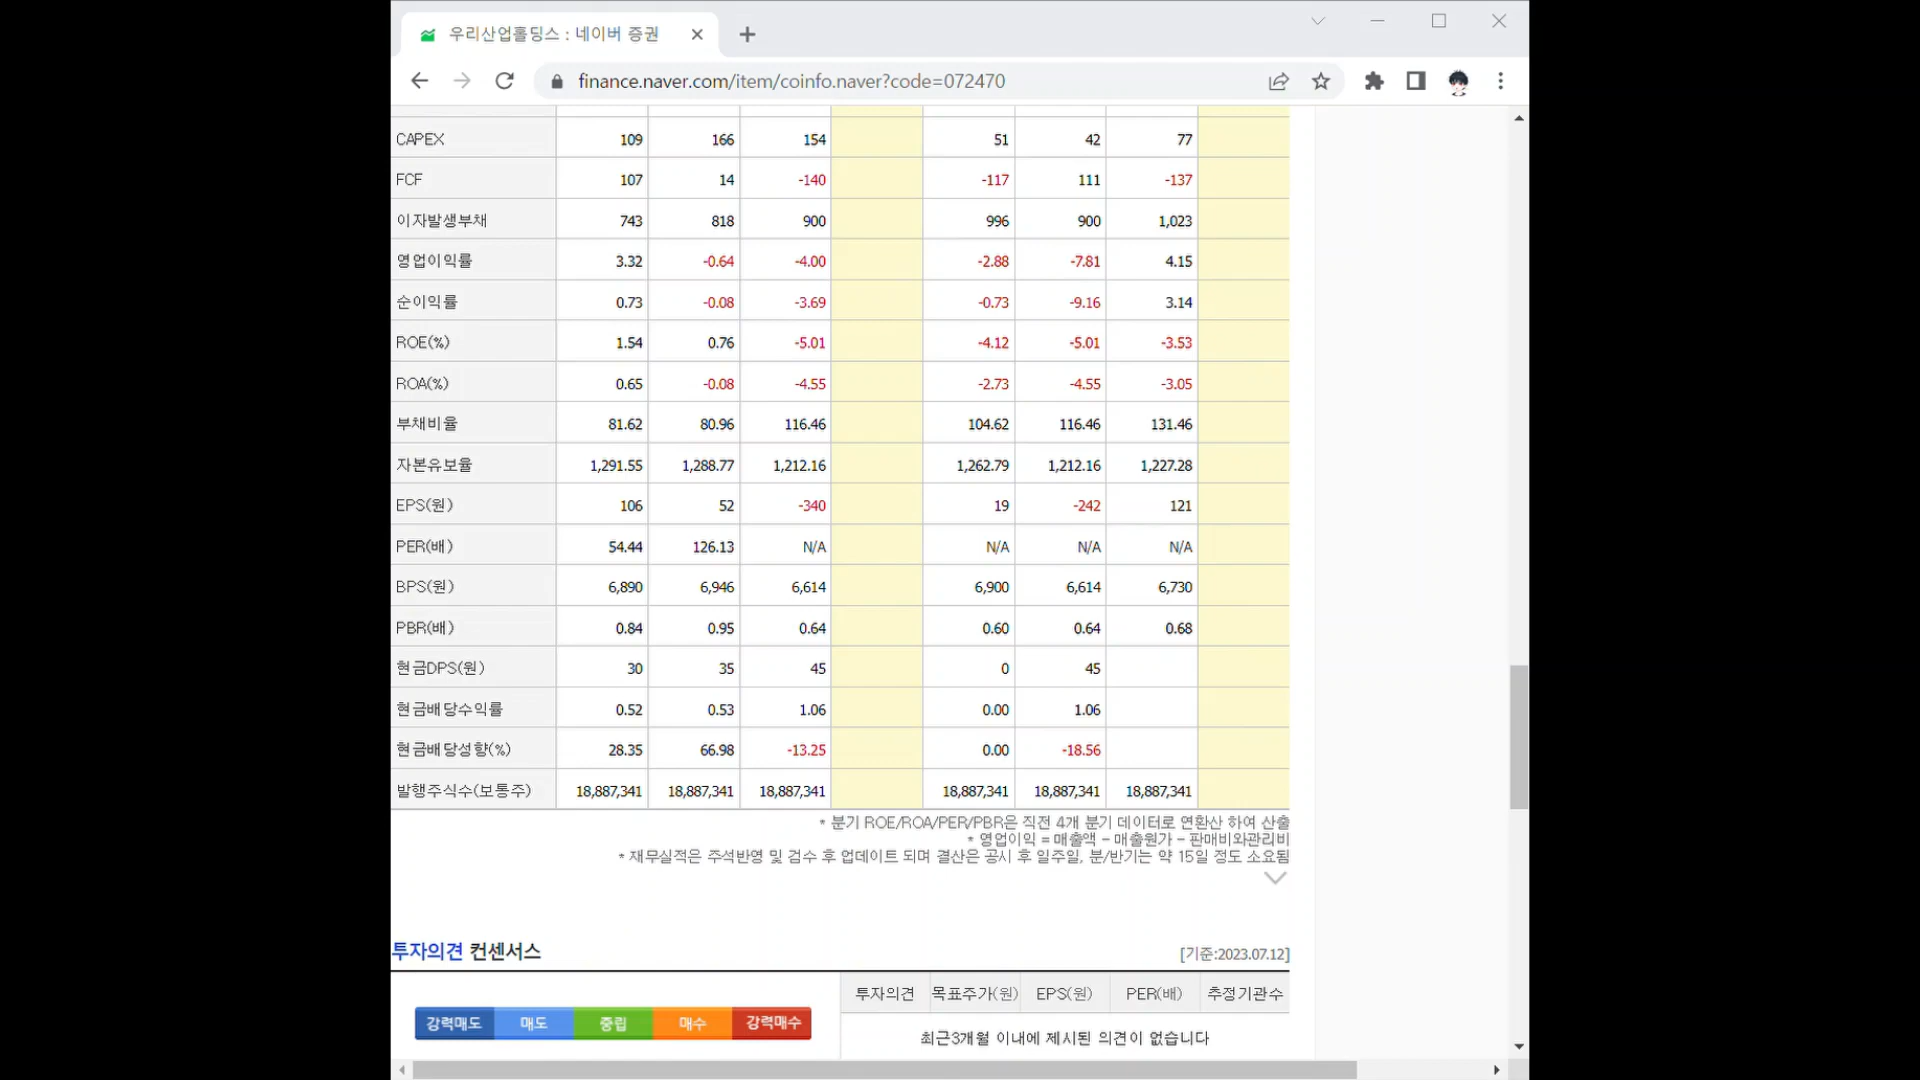 우리산업홀딩스 : 네이버 증권
finance.naver.com/item/coinfo.naver?code=072470
CAPEX 109 166 154 51 42 77
FCF 107 14 -140 -117 111 -137
이자발생부채 743 818 900 996 900 1,023
영업이익률 3.32 -0.64 -4.00 -2.88 -7.81 4.15
순이익률 0.73 -0.08 -3.69 -0.73 -9.16 3.14
ROE(%) 1.54 0.76 -5.01 -4.12 -5.01 -3.53
ROA(%) 0.65 -0.08 -4.55 -2.73 -4.55 -3.05
부채비율 81.62 80.96 116.46 104.62 116.46 131.46
자본유보율 1,291.55 1,288.77 1,212.16 1,262.79 1,212.16 1,227.28
EPS(원) 106 52 -340 19 -242 121
PER(배) 54.44 126.13 N/A N/A N/A N/A
BPS(원) 6,890 6,946 6,614 6,900 6,614 6,730
PBR(배) 0.84 0.95 0.64 0.60 0.64 0.68
현금DPS(원) 30 35 45 0 45
현금배당수익률 0.52 0.53 1.06 0.00 1.06
현금배당성향(%) 28.35 66.98 -13.25 0.00 -18.56
발행주식수(보통주) 18,887,341 18,887,341 18,887,341 18,887,341 18,887,341 18,887,341
* 분기 ROE/ROA/PER/PBR은 직전 4개 분기 데이터로 연환산 하여 산출
* 영업이익 = 매출액 - 매출원가 - 판매비와관리비
* 재무실적은 주석반영 및 검수 후 업데이트 되며 결산은 공시 후 일주일, 분/반기는 약 15일 정도 소요됨
투자의견 컨센서스 [기준:2023.07.12]
투자의견 목표주가(원) EPS(원) PER(배) 추정기관수
강력매도 매도 중립 매수 강력매수
최근3개월 이내에 제시된 의견이 없습니다